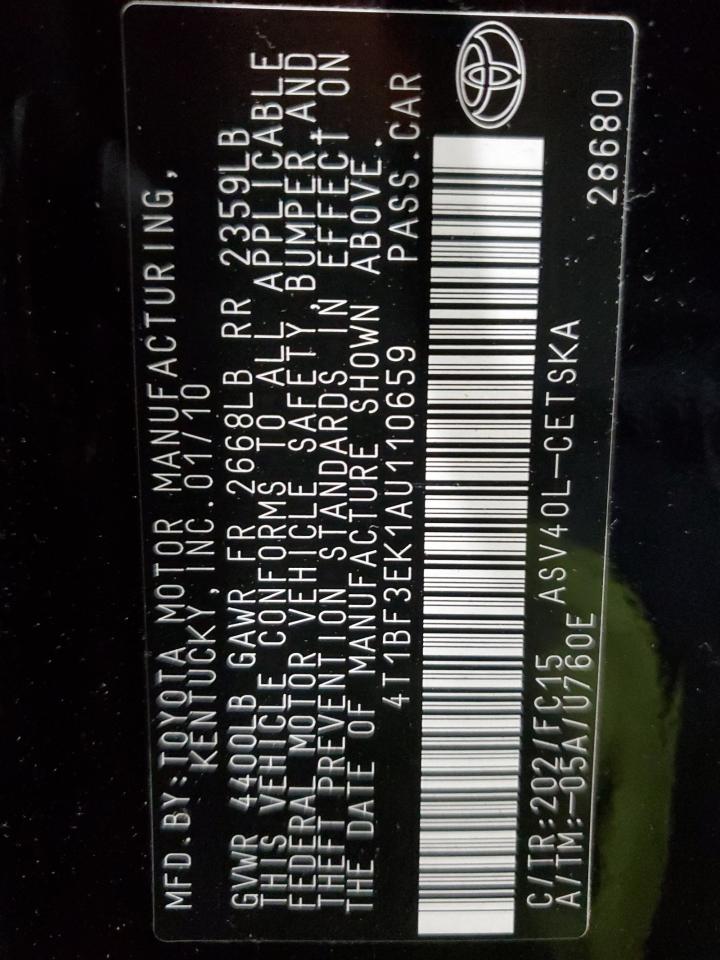 MFD.BY:TOYOTA MOTOR MANUFACTURING,
KENTUCKY, INC.01/10
GVWR 4400LB GAWR FR 2668LB RR 2359LB
THIS VEHICLE CONFORMS TO ALL APPLICABLE
FEDERAL MOTOR VEHICLE SAFETY, BUMPER, AND
THEFT PREVENTION STANDARDS IN EFFECT ON
THE DATE OF MANUFACTURE SHOWN ABOVE.
4T1BF3EK1AU110659 PASS.CAR
C/TR:202/FC15 ASV40L-CETSKA
A/TM:-05A/U760E 28680